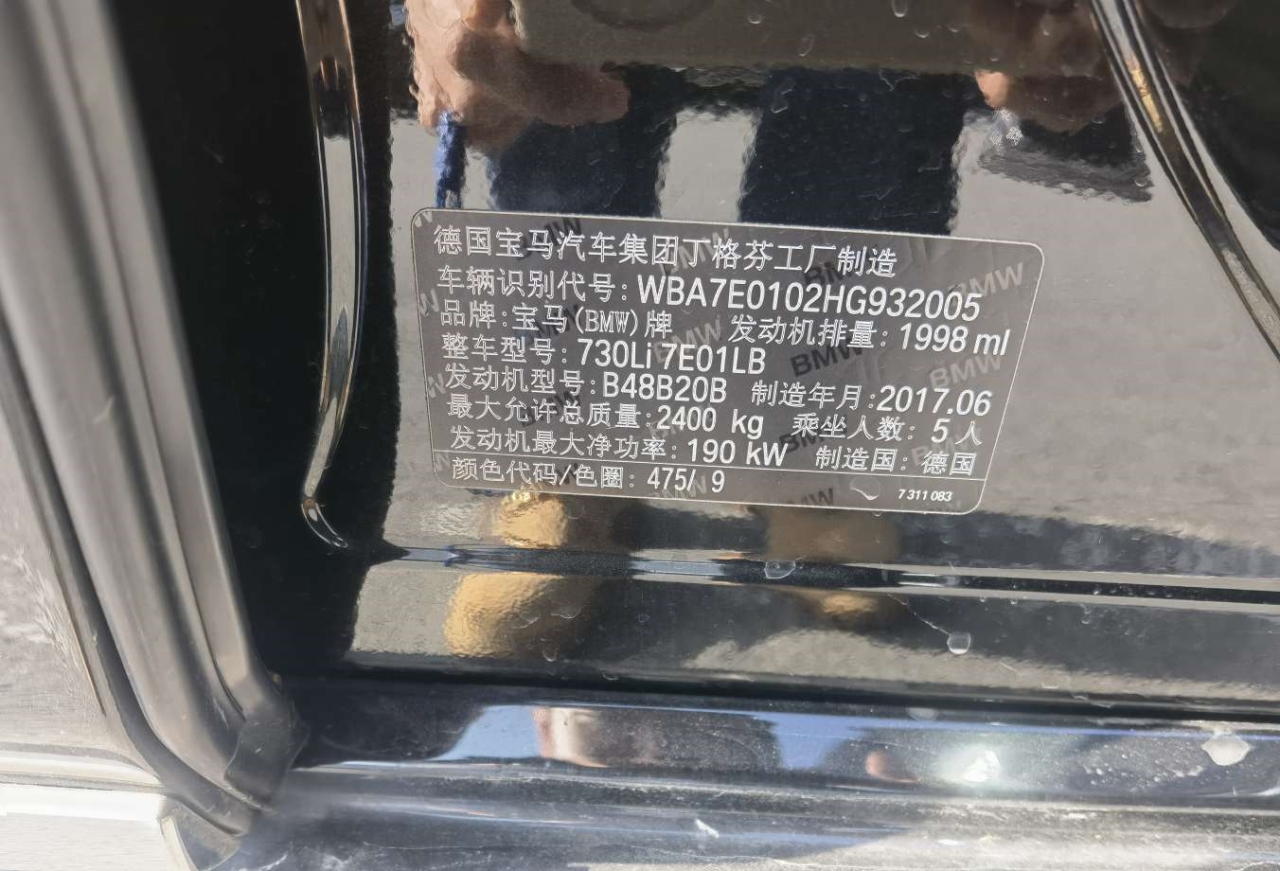 德国宝马汽车集团丁格芬工厂制造
车辆识别代号: WBA7E0102HG932005
品牌: 宝马(BMW)牌 发动机排量: 1998 ml
整车型号: 730Li 7E01LB
发动机型号: B48B20B 制造年月: 2017.06
最大允许总质量: 2400 kg 乘坐人数: 5人
发动机最大净功率: 190 kW 制造国: 德国
颜色代码/色圈: 475/ 9
7 311 083